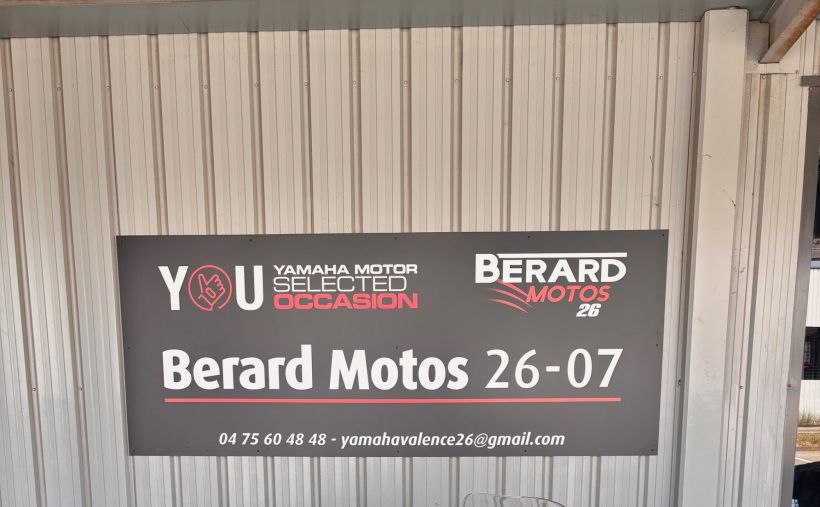 YOU
YAMAHA MOTOR
SELECTED
OCCASION
BERARD
MOTOS
26
Berard Motos 26-07
04 75 60 48 48 - yamahavalence26@gmail.com